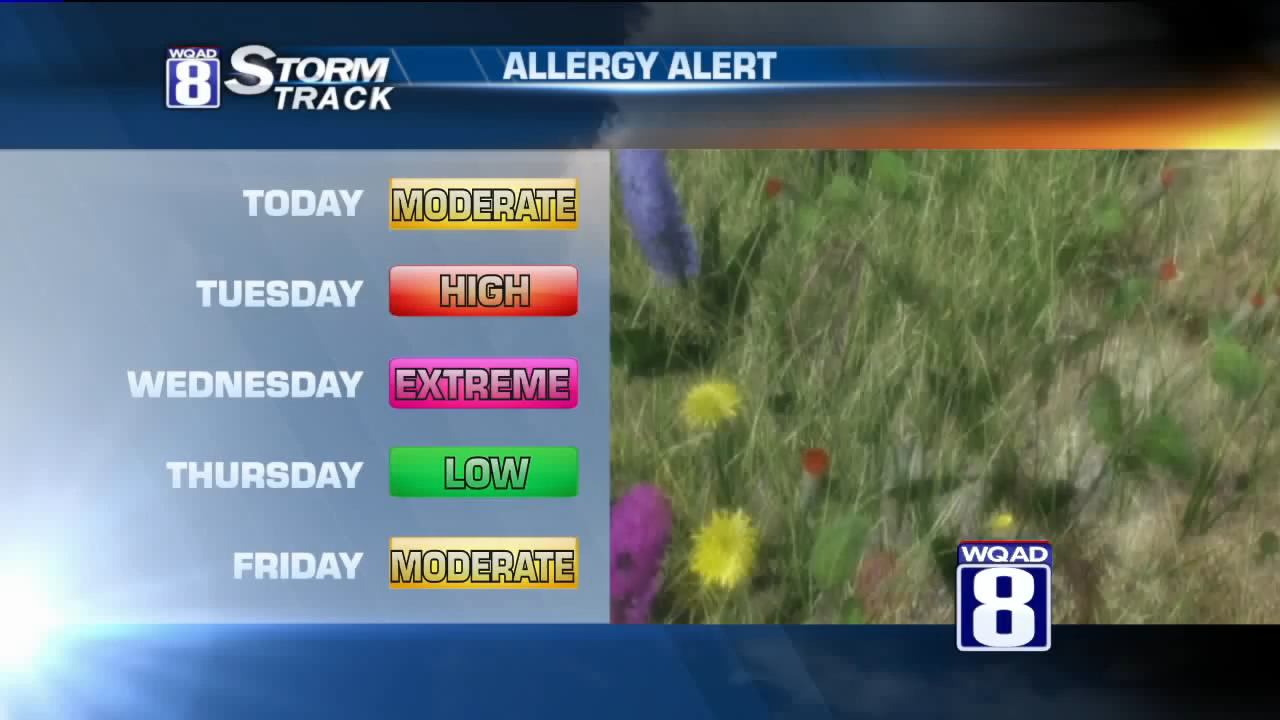 WQAD
8
STORM
TRACK
ALLERGY ALERT
TODAY MODERATE
TUESDAY HIGH
WEDNESDAY EXTREME
THURSDAY LOW
FRIDAY MODERATE
WQAD
8